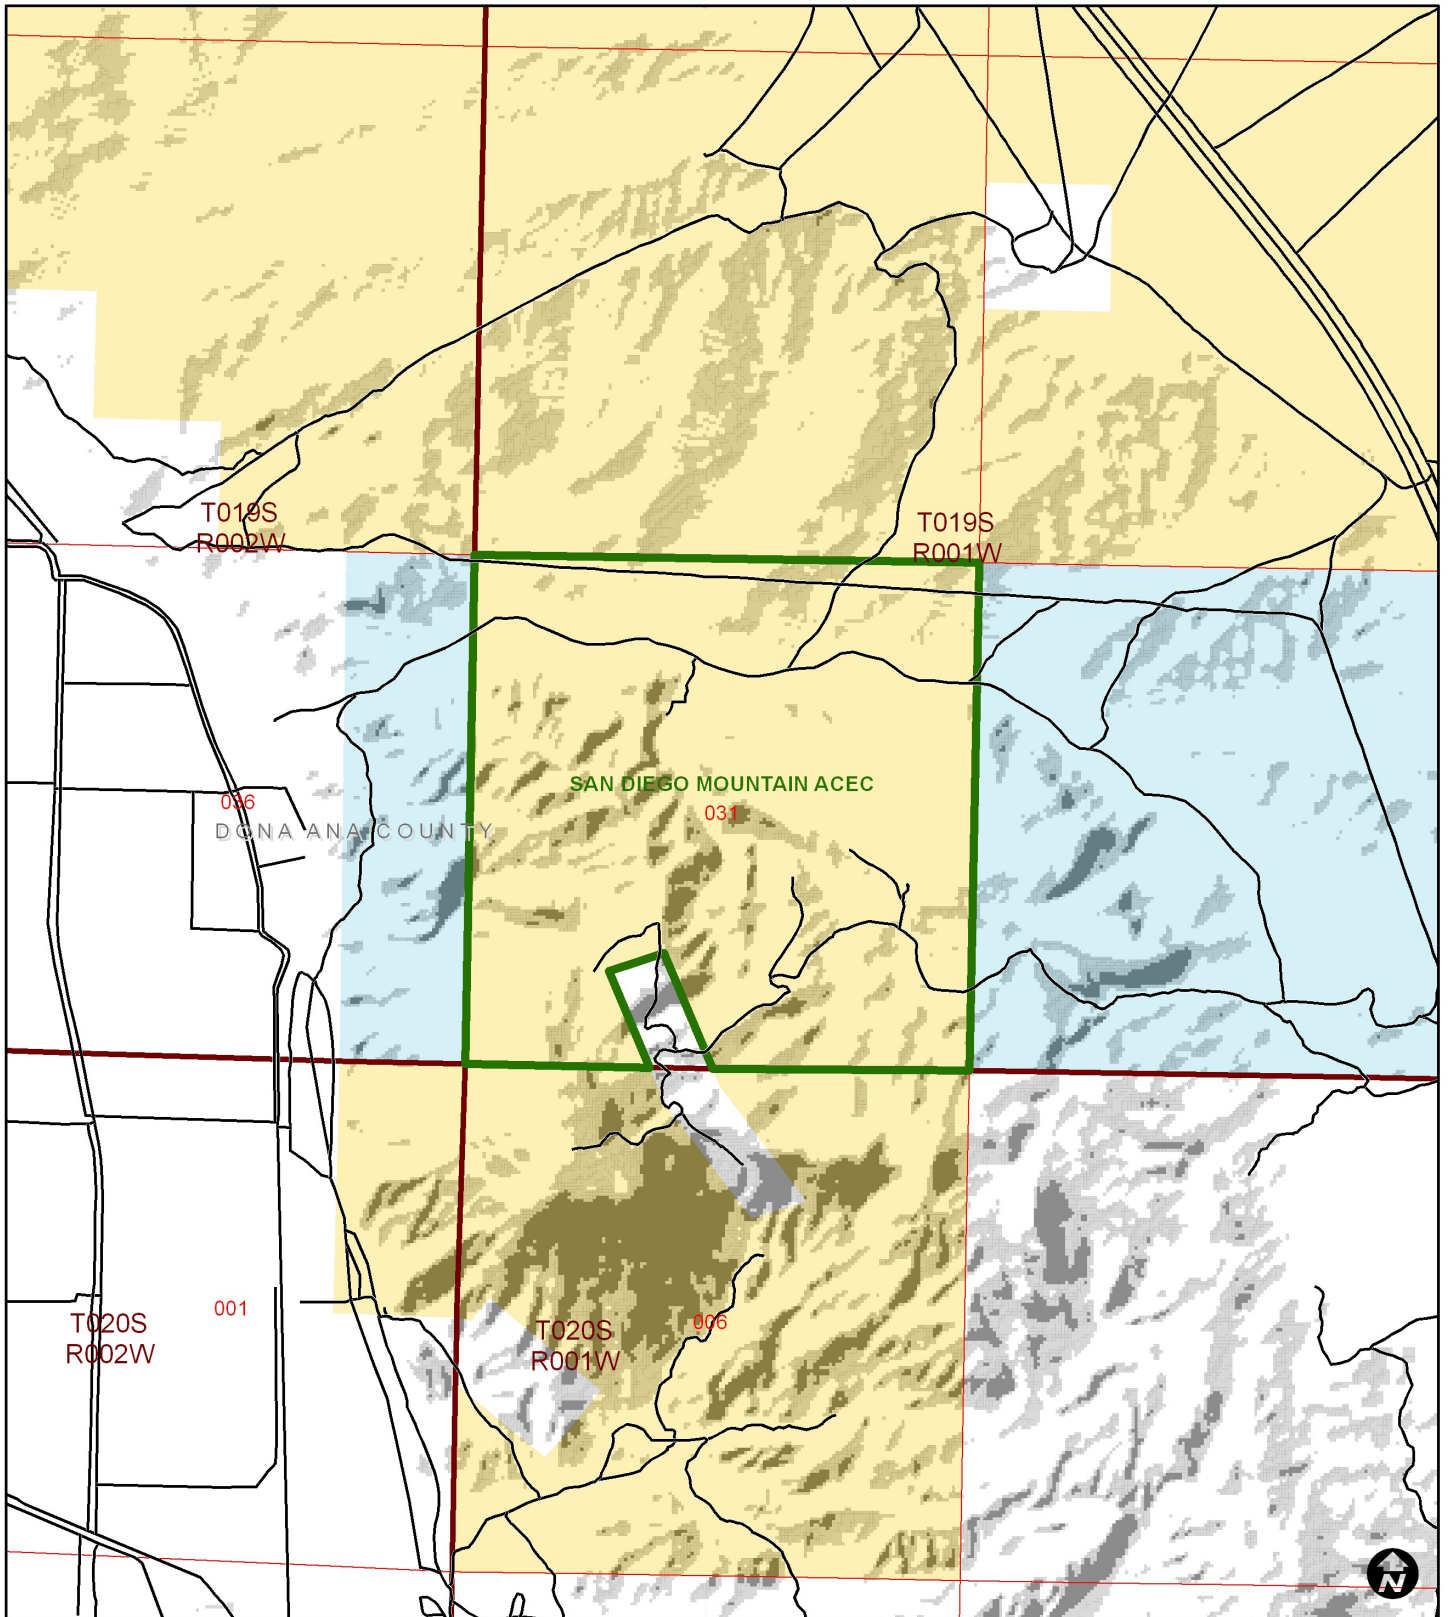 T019S
R002W
T019S
R001W
SAN DIEGO MOUNTAIN ACEC
036
031
DONA ANA COUNTY
001
T020S
R002W
T020S
R001W
006
N